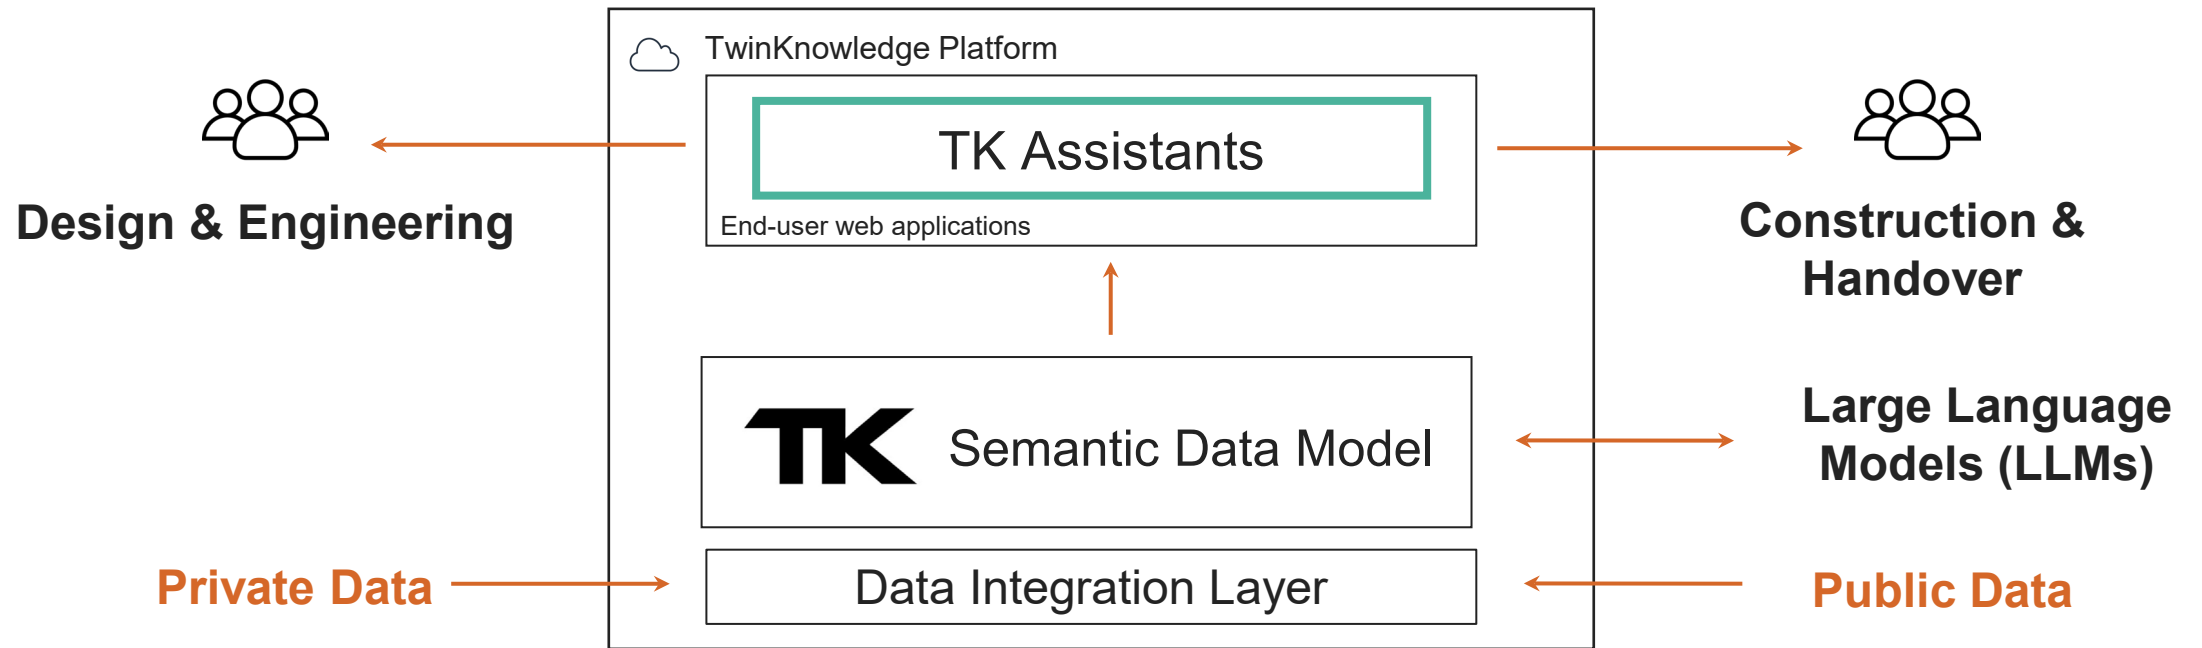 TwinKnowledge Platform
TK Assistants
End-user web applications
Design & Engineering
Construction &
Handover
TK Semantic Data Model
Large Language
Models (LLMs)
Private Data
Data Integration Layer
Public Data